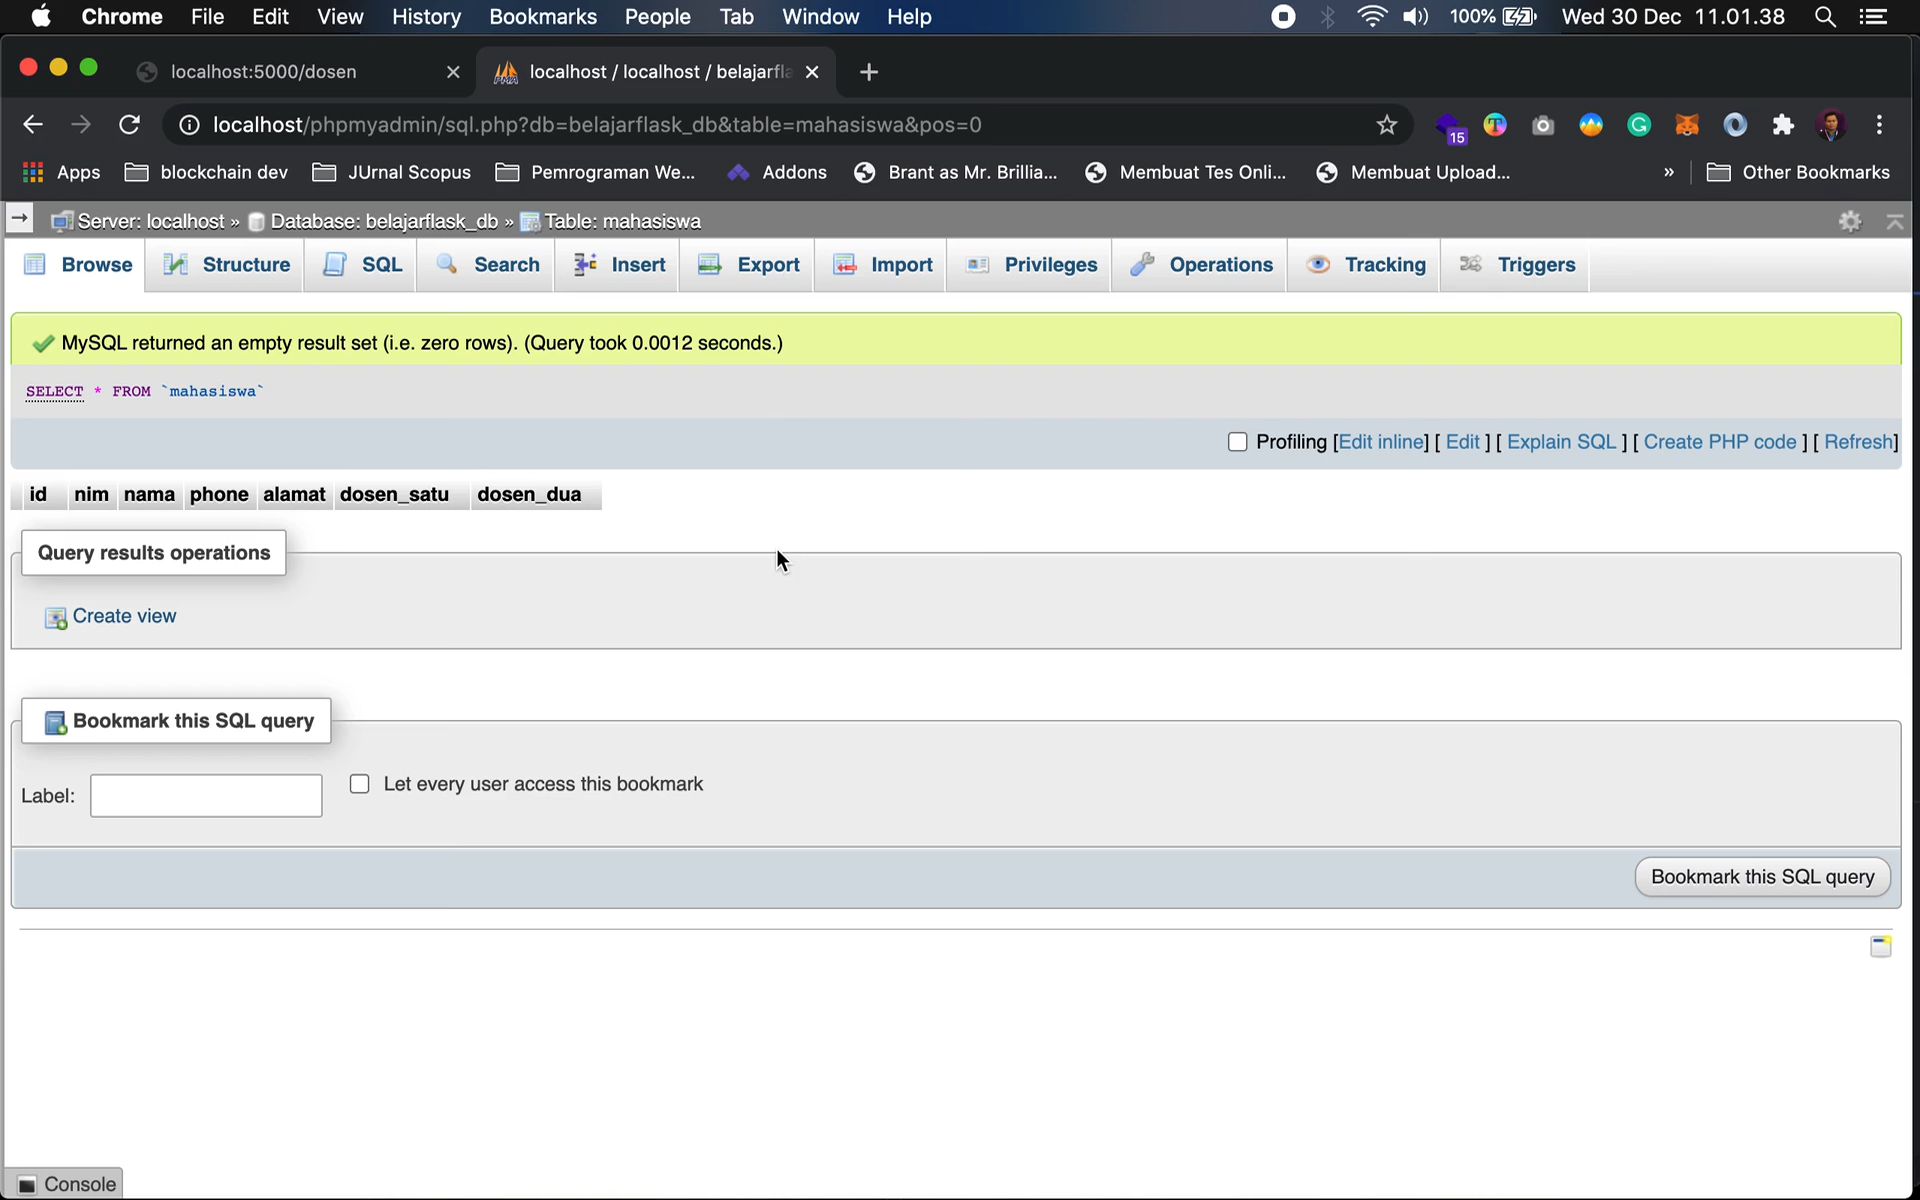 Chrome File Edit View History Bookmarks People Tab Window Help 100% Wed 30 Dec 11.01.38
localhost:5000/dosen localhost / localhost / belajarfla
localhost/phpmyadmin/sql.php?db=belajarflask_db&table=mahasiswa&pos=0 15
Apps blockchain dev JUrnal Scopus Pemrograman We... Addons Brant as Mr. Brillia... Membuat Tes Onli... Membuat Upload... » Other Bookmarks
Server: localhost » Database: belajarflask_db » Table: mahasiswa
Browse Structure SQL Search Insert Export Import Privileges Operations Tracking Triggers
MySQL returned an empty result set (i.e. zero rows). (Query took 0.0012 seconds.)
SELECT * FROM `mahasiswa`
Profiling [Edit inline] [ Edit ] [ Explain SQL ] [ Create PHP code ] [ Refresh]
id nim nama phone alamat dosen_satu dosen_dua
Query results operations
Create view
Bookmark this SQL query
Label: Let every user access this bookmark
Bookmark this SQL query
Console